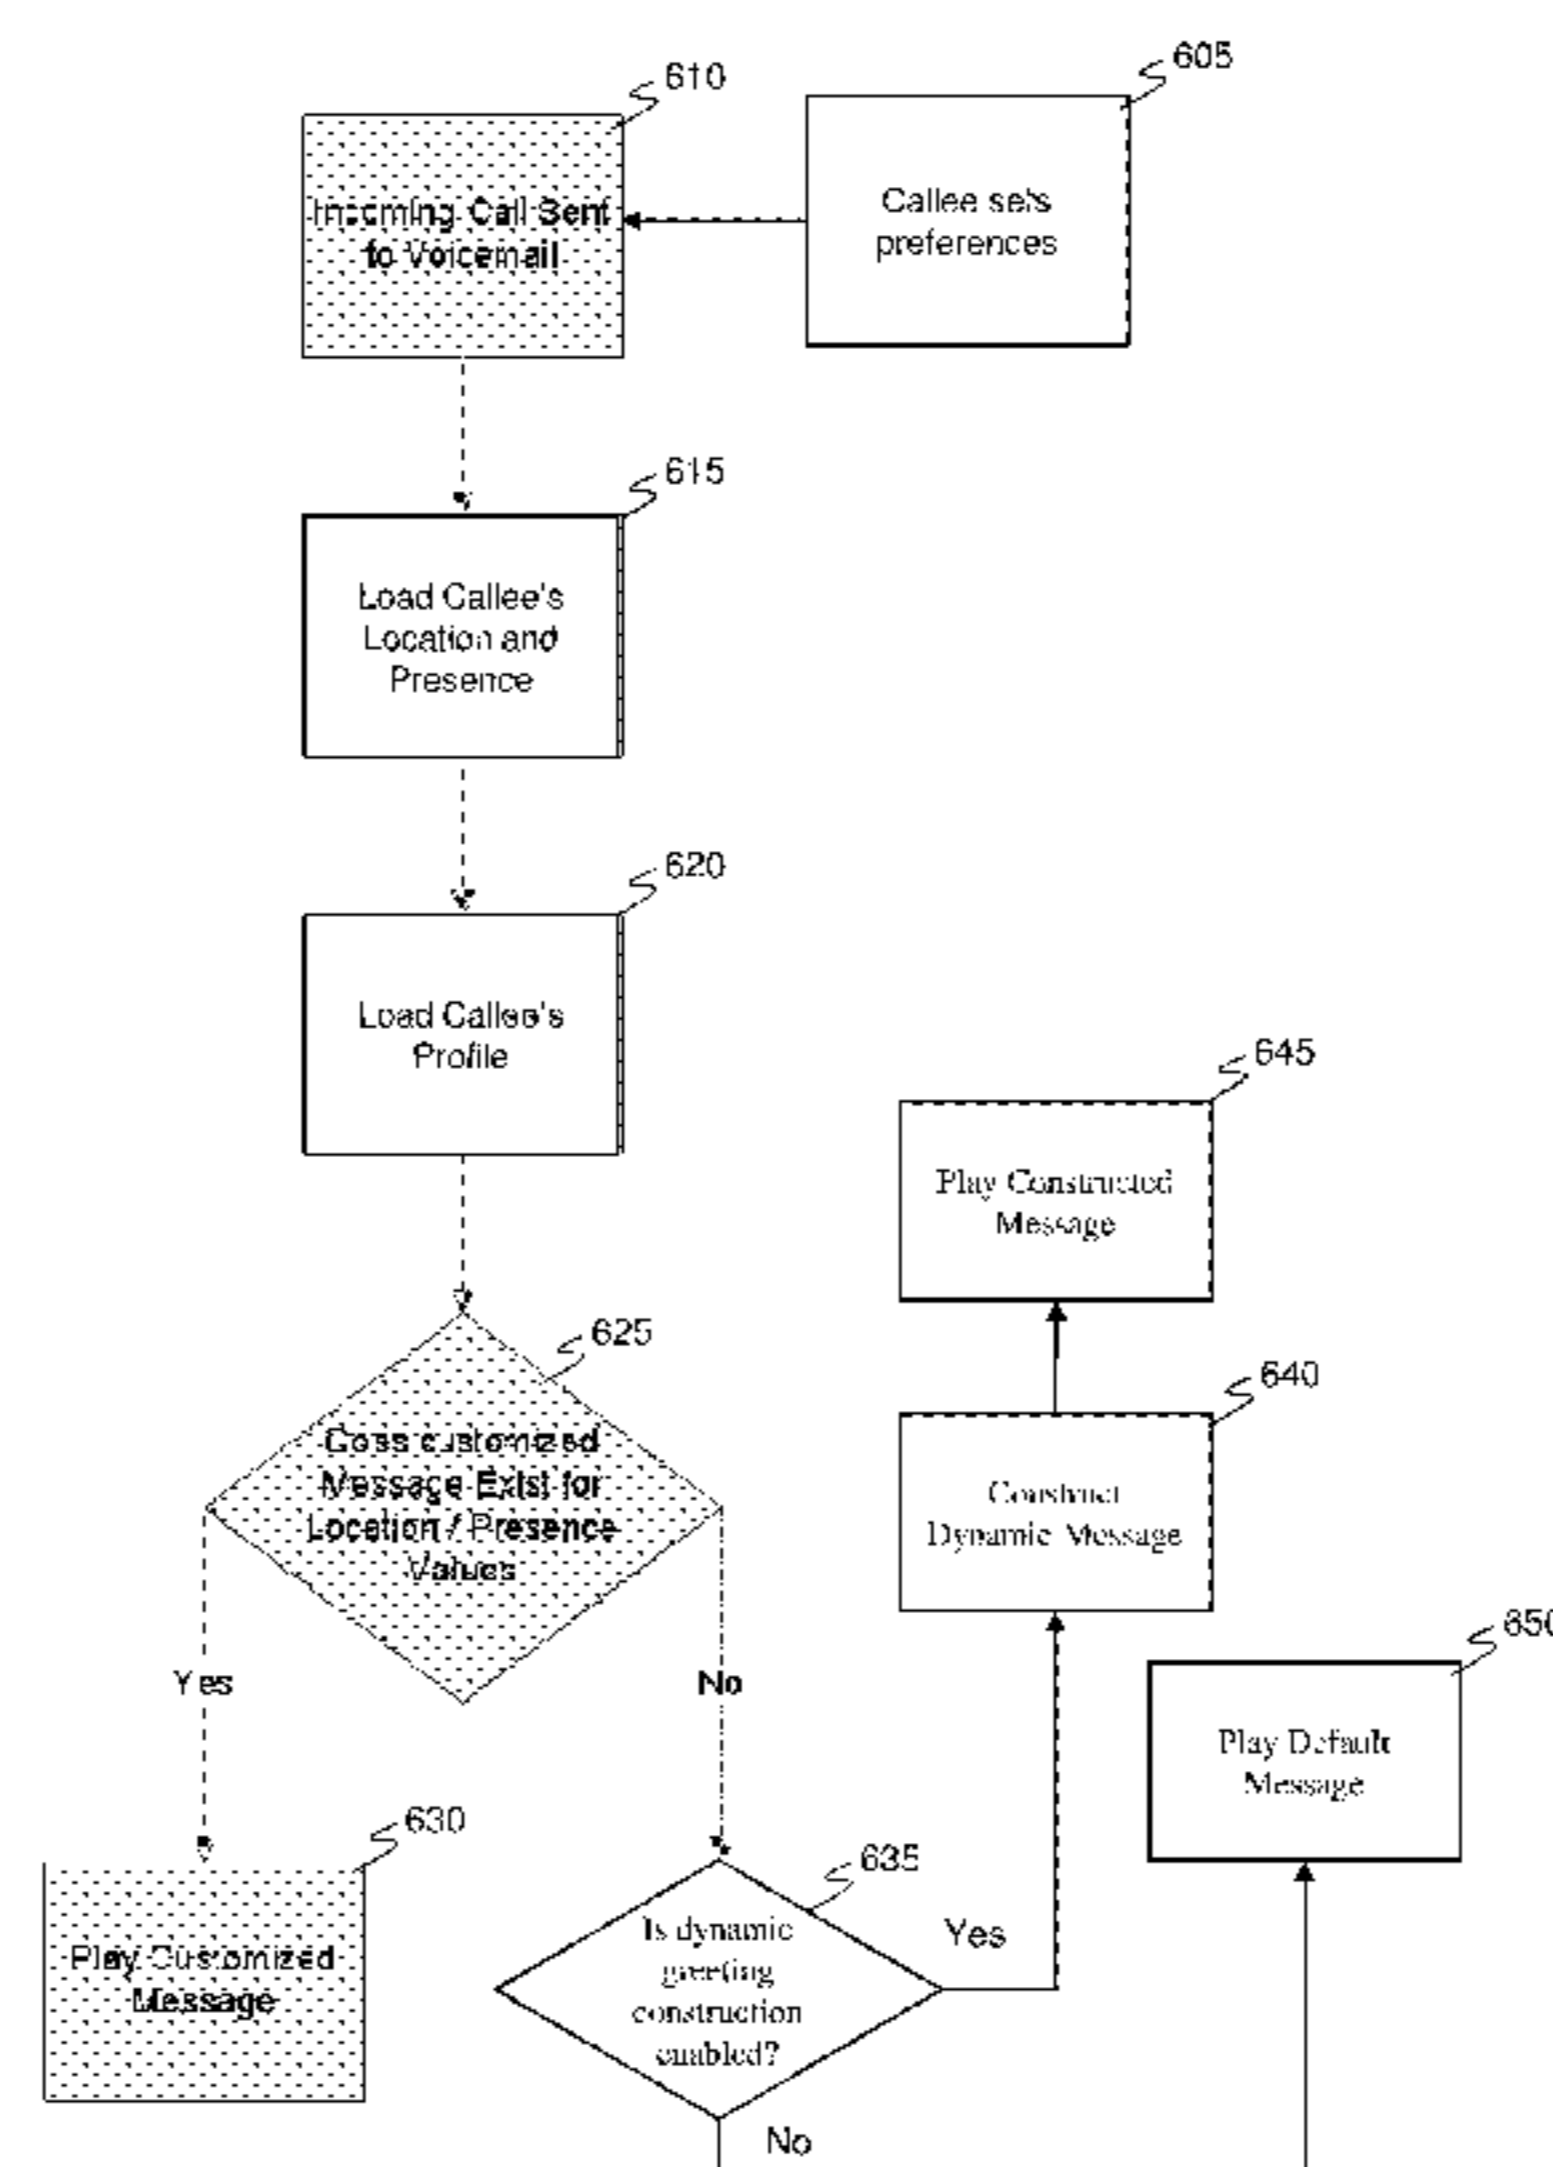 610
605
Incoming Call Sent
to Voicemail
Callee sets
preferences
615
Load Callee's
Location and
Presence
620
Load Callee's
Profile
645
Play Constructed
Message
625
Does customized
Message Exist for
Location / Presence
Values
640
Construct
Dynamic Message
650
Yes
No
Play Default
Message
630
635
Play Customized
Message
Is dynamic
greeting
construction
enabled?
Yes
No